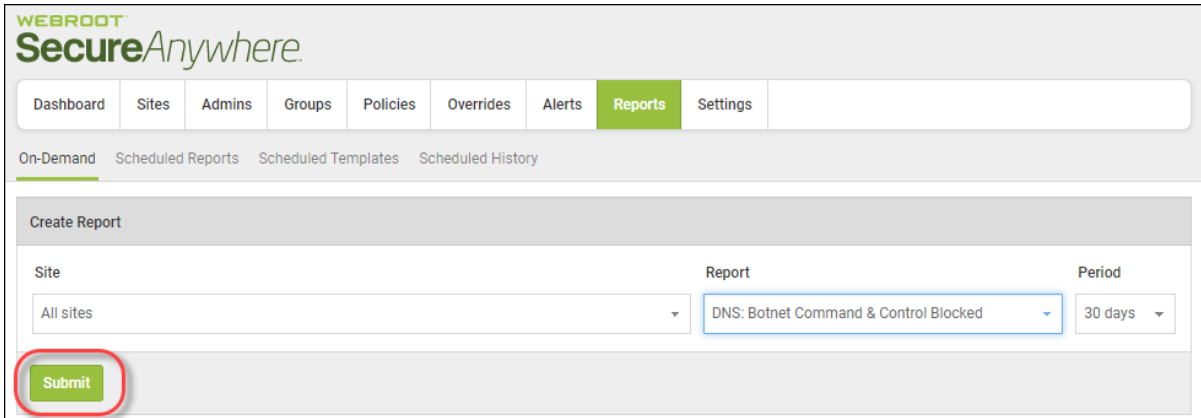 WEBROOT
SecureAnywhere.
Dashboard Sites Admins Groups Policies Overrides Alerts Reports Settings
On-Demand Scheduled Reports Scheduled Templates Scheduled History
Create Report
Site Report Period
All sites DNS: Botnet Command & Control Blocked 30 days
Submit